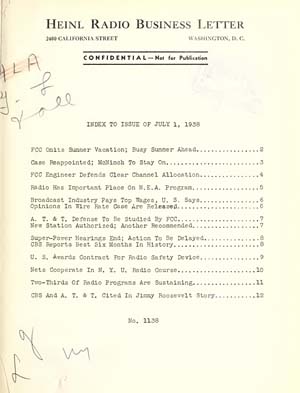 HEINL RADIO BUSINESS LETTER
2400 CALIFORNIA STREET WASHINGTON, D. C.
CONFIDENTIAL—Not for Publication
INDEX TO ISSUE OF JULY 1, 1938
FCC Omits Summer Vacation; Busy Summer Ahead...............2
Case Reappointed; McNinch To Stay On.......................3
FCC Engineer Defends Clear Channel Allocation..............4
Radio Has Important Place On N.E.A. Program................5
Broadcast Industry Pays Top Wages, U. S. Says..............6
Opinions In Wire Rate Case Are Released....................6
A. T. & T. Defense To Be Studied By FCC....................7
New Station Authorized; Another Recommended................7
Super-Power Hearings End; Action To Be Delayed.............8
CBS Reports Best Six Months In History.....................8
U. S. Awards Contract For Radio Safety Device..............9
Nets Cooperate In N. Y. U. Radio Course...................10
Two-Thirds Of Radio Programs Are Sustaining...............11
CBS And A. T. & T. Cited In Jimmy Roosevelt Story.........12
No. 1138